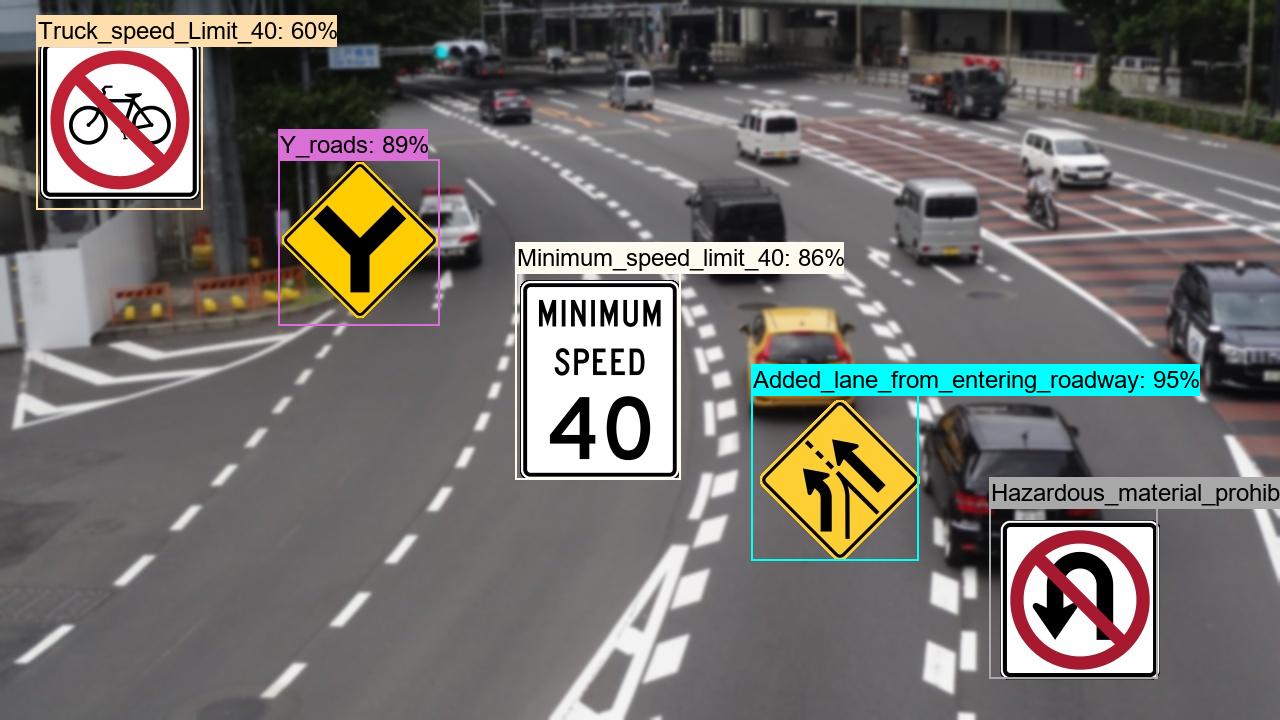 Truck_speed_Limit_40: 60%
Y_roads: 89%
Minimum_speed_limit_40: 86%
MINIMUM
SPEED
40
Added_lane_from_entering_roadway: 95%
Hazardous_material_prohib